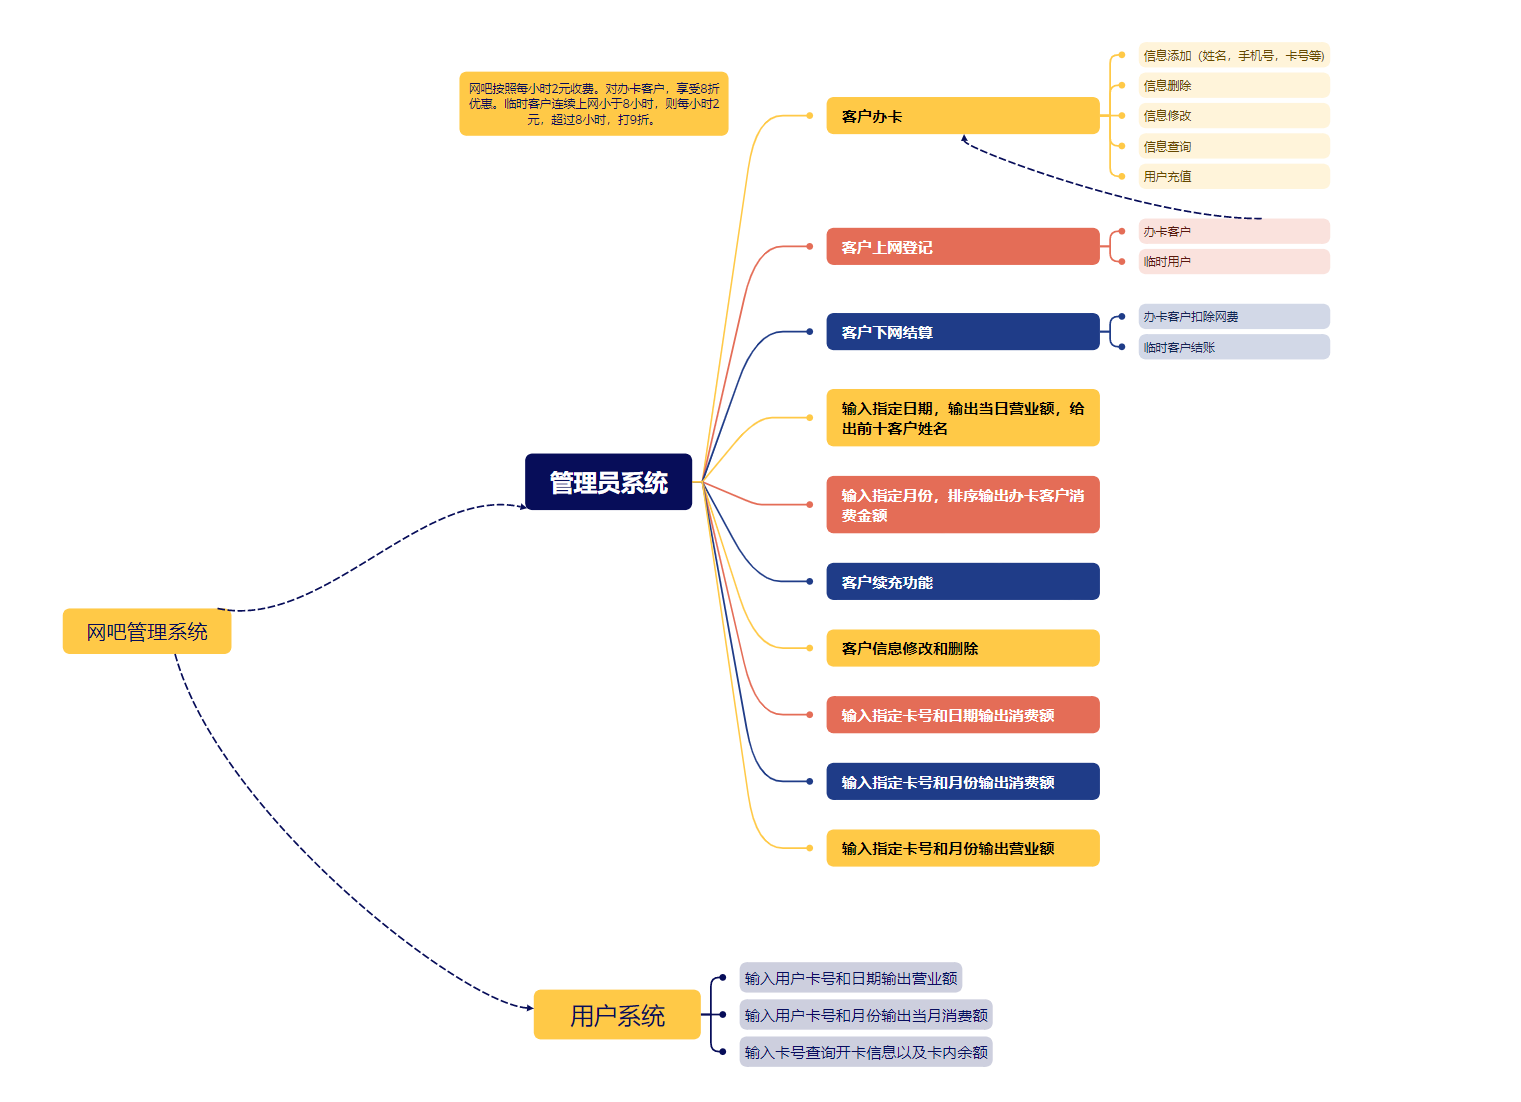 网吧按照每小时2元收费。对办卡客户，享受8折
优惠。临时客户连续上网小于8小时，则每小时2
元，超过8小时，打9折。
网吧管理系统
管理员系统
客户办卡
信息添加（姓名，手机号，卡号等)
信息删除
信息修改
信息查询
用户充值
客户上网登记
办卡客户
临时用户
客户下网结算
办卡客户扣除网费
临时客户结账
输入指定日期，输出当日营业额，给
出前十客户姓名
输入指定月份，排序输出办卡客户消
费金额
客户续充功能
客户信息修改和删除
输入指定卡号和日期输出消费额
输入指定卡号和月份输出消费额
输入指定卡号和月份输出营业额
用户系统
输入用户卡号和日期输出营业额
输入用户卡号和月份输出当月消费额
输入卡号查询开卡信息以及卡内余额